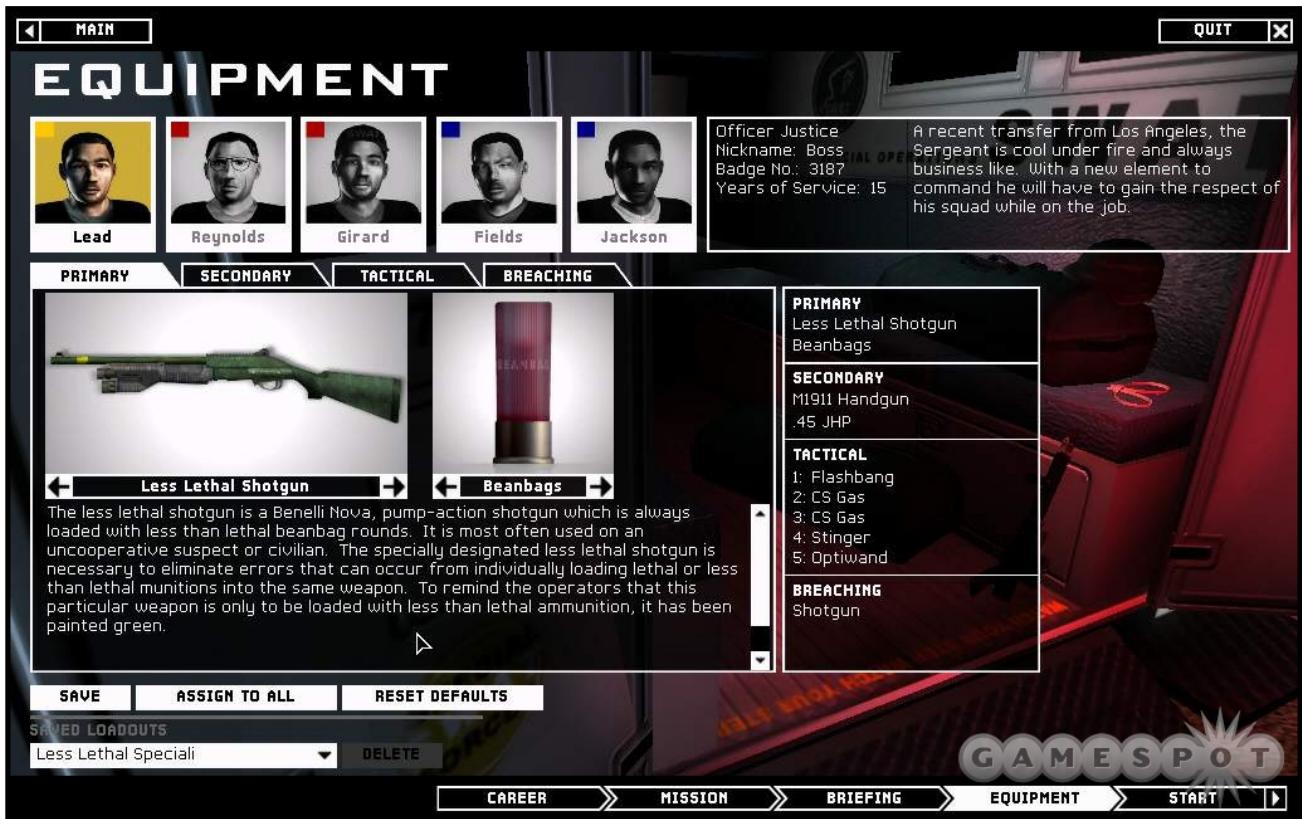 MAIN
QUIT
EQUIPMENT
Lead
Reynolds
Girard
Fields
Jackson
Officer Justice
Nickname: Boss
Badge No.: 3187
Years of Service: 15
A recent transfer from Los Angeles, the
Sergeant is cool under fire and always
business like. With a new element to
command he will have to gain the respect of
his squad while on the job.
PRIMARY
SECONDARY
TACTICAL
BREACHING
BEANBAG
Less Lethal Shotgun
Beanbags
The less lethal shotgun is a Benelli Nova, pump-action shotgun which is always
loaded with less than lethal beanbag rounds. It is most often used on an
uncooperative suspect or civilian. The specially designated less lethal shotgun is
necessary to eliminate errors that can occur from individually loading lethal or less
than lethal munitions into the same weapon. To remind the operators that this
particular weapon is only to be loaded with less than lethal ammunition, it has been
painted green.
PRIMARY
Less Lethal Shotgun
Beanbags
SECONDARY
M1911 Handgun
.45 JHP
TACTICAL
1: Flashbang
2: CS Gas
3: CS Gas
4: Stinger
5: Optiwand
BREACHING
Shotgun
SAVE
ASSIGN TO ALL
RESET DEFAULTS
SAVED LOADOUTS
Less Lethal Speciali
DELETE
SWAT
WATCH YOUR STEP
GAMESPOT
CAREER
MISSION
BRIEFING
EQUIPMENT
START